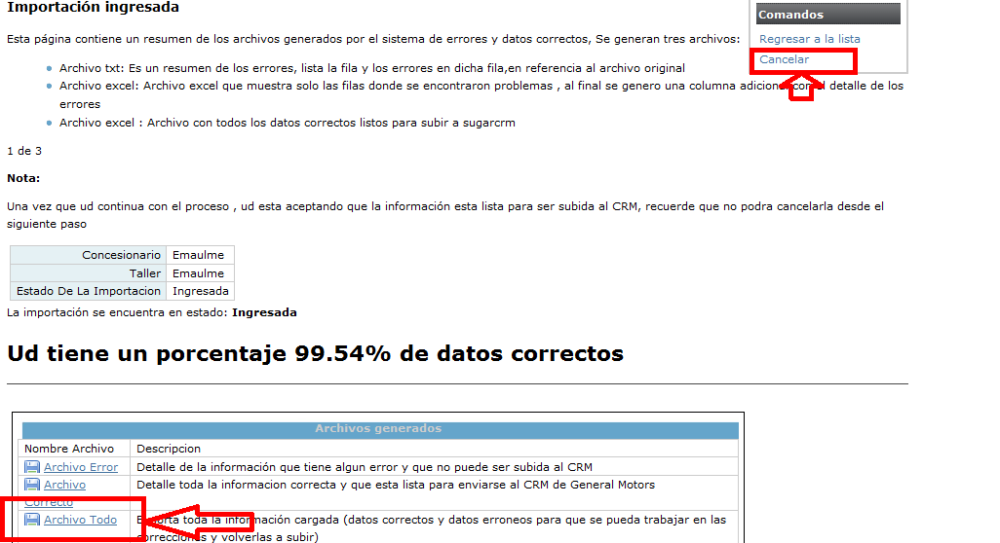 Importación ingresada
Comandos
Regresar a la lista
Cancelar
Esta página contiene un resumen de los archivos generados por el sistema de errores y datos correctos, Se generan tres archivos:
Archivo txt: Es un resumen de los errores, lista la fila y los errores en dicha fila,en referencia al archivo original
Archivo excel: Archivo excel que muestra solo las filas donde se encontraron problemas , al final se genero una columna detalle de los
errores
Archivo excel : Archivo con todos los datos correctos listos para subir a sugarcrm
1 de 3
Nota:
Una vez que ud continua con el proceso , ud esta aceptando que la información esta lista para ser subida al CRM, recuerde que no podra cancelarla desde el
siguiente paso
Concesionario Emaulme
Taller Emaulme
Estado De La Importacion Ingresada
La importación se encuentra en estado: Ingresada
Ud tiene un porcentaje 99.54% de datos correctos
Archivos generados
Nombre Archivo Descripcion
Archivo Error Detalle de la información que tiene algun error y que no puede ser subida al CRM
Archivo Detalle toda la informacion correcta y que esta lista para enviarse al CRM de General Motors
Correcto
Archivo Todo Exporta toda la información cargada (datos correctos y datos erroneos para que se pueda trabajar en las
correcciones y volverlas a subir)